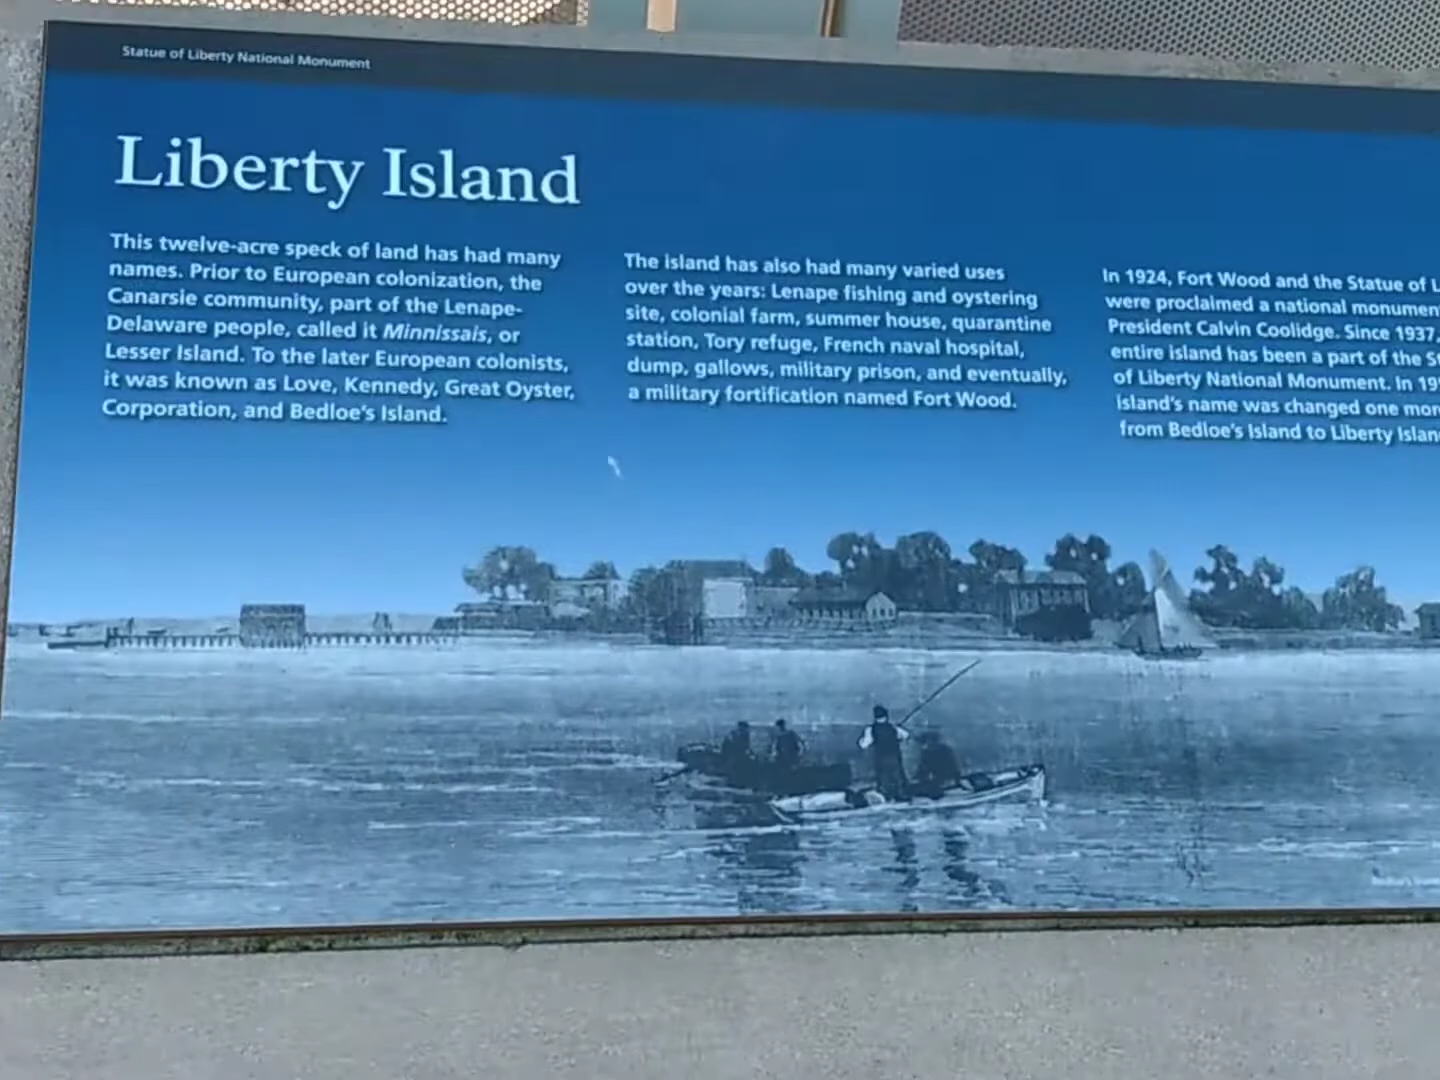 Statue of Liberty National Monument
Liberty Island
This twelve-acre speck of land has had many
names. Prior to European colonization, the
Canarsie community, part of the Lenape-
Delaware people, called it Minnissais, or
Lesser Island. To the later European colonists,
it was known as Love, Kennedy, Great Oyster,
Corporation, and Bedloe's Island.
The island has also had many varied uses
over the years: Lenape fishing and oystering
site, colonial farm, summer house, quarantine
station, Tory refuge, French naval hospital,
dump, gallows, military prison, and eventually,
a military fortification named Fort Wood.
In 1924, Fort Wood and the Statue of L
were proclaimed a national monumen
President Calvin Coolidge. Since 1937,
entire island has been a part of the S
of Liberty National Monument. In 19
island's name was changed one mor
from Bedloe's Island to Liberty Islan